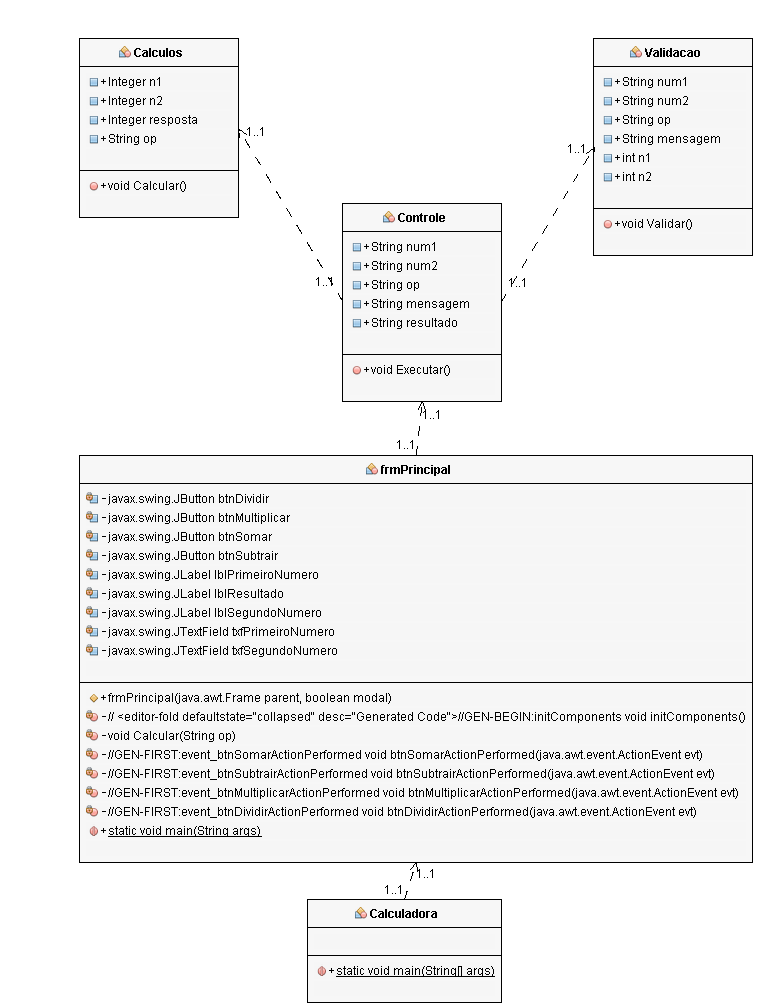 Calculos
+Integer n1
+Integer n2
+Integer resposta
+String op
+void Calcular()
Validacao
+String num1
+String num2
+String op
+String mensagem
+int n1
+int n2
+void Validar()
1..1
1..1
1..1
1..1
Controle
+String num1
+String num2
+String op
+String mensagem
+String resultado
+void Executar()
1..1
1..1
frmPrincipal
-javax.swing.JButton btnDividir
-javax.swing.JButton btnMultiplicar
-javax.swing.JButton btnSomar
-javax.swing.JButton btnSubtrair
-javax.swing.JLabel lblPrimeiroNumero
-javax.swing.JLabel lblResultado
-javax.swing.JLabel lblSegundoNumero
-javax.swing.JTextField txfPrimeiroNumero
-javax.swing.JTextField txfSegundoNumero
+frmPrincipal(java.awt.Frame parent, boolean modal)
-// <editor-fold defaultstate="collapsed" desc="Generated Code">//GEN-BEGIN:initComponents void initComponents()
-void Calcular(String op)
-//GEN-FIRST:event_btnSomarActionPerformed void btnSomarActionPerformed(java.awt.event.ActionEvent evt)
-//GEN-FIRST:event_btnSubtrairActionPerformed void btnSubtrairActionPerformed(java.awt.event.ActionEvent evt)
-//GEN-FIRST:event_btnMultiplicarActionPerformed void btnMultiplicarActionPerformed(java.awt.event.ActionEvent evt)
-//GEN-FIRST:event_btnDividirActionPerformed void btnDividirActionPerformed(java.awt.event.ActionEvent evt)
+static void main(String args)
1..1
1..1
Calculadora
+static void main(String[] args)